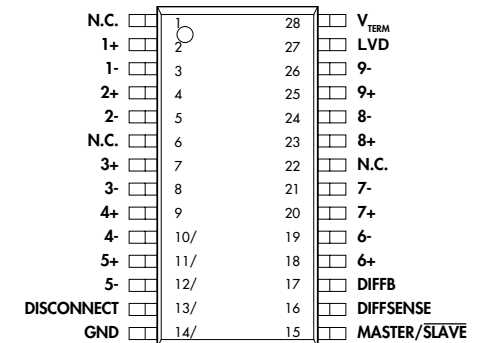 N.C. 1 28 VTERM
1+ 2 27 LVD
1- 3 26 9-
2+ 4 25 9+
2- 5 24 8-
N.C. 6 23 8+
3+ 7 22 N.C.
3- 8 21 7-
4+ 9 20 7+
4- 10/ 19 6-
5+ 11/ 18 6+
5- 12/ 17 DIFFB
DISCONNECT 13/ 16 DIFFSENSE
GND 14/ 15 MASTER/SLAVE